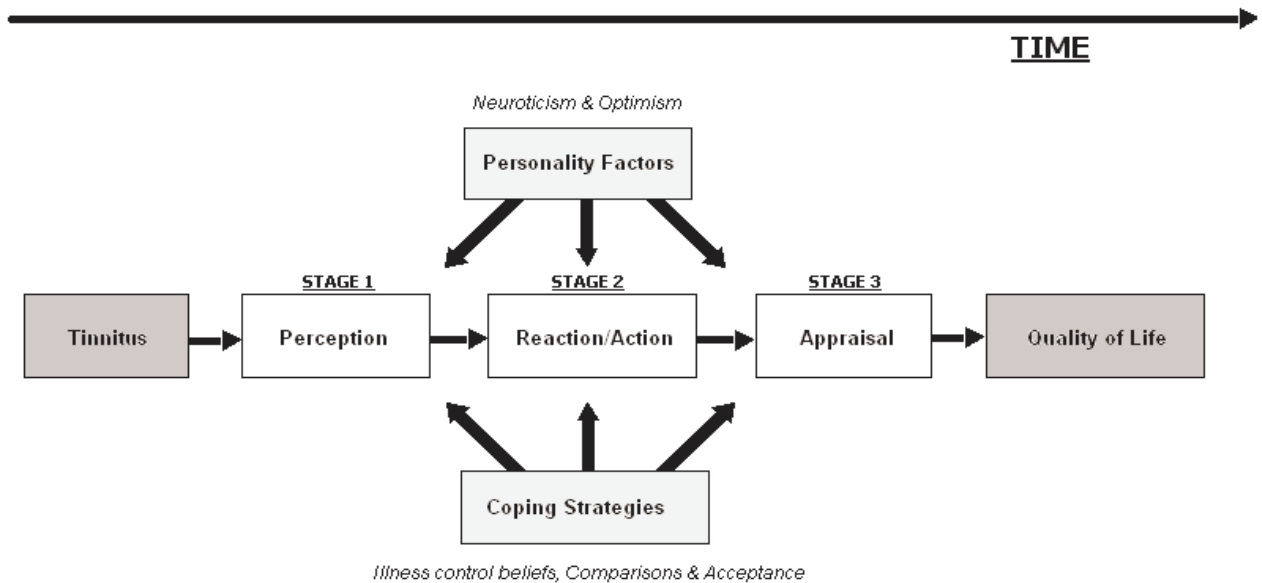 TIME
Neuroticism & Optimism
Personality Factors
STAGE 1
STAGE 2
STAGE 3
Tinnitus
Perception
Reaction/Action
Appraisal
Quality of Life
Coping Strategies
Illness control beliefs, Comparisons & Acceptance